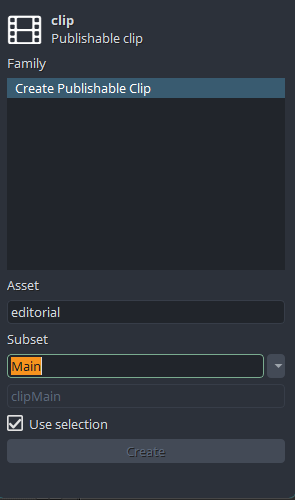 clip
Publishable clip
Family
Create Publishable Clip
Asset
editorial
Subset
Main
clipMain
Use selection
Create